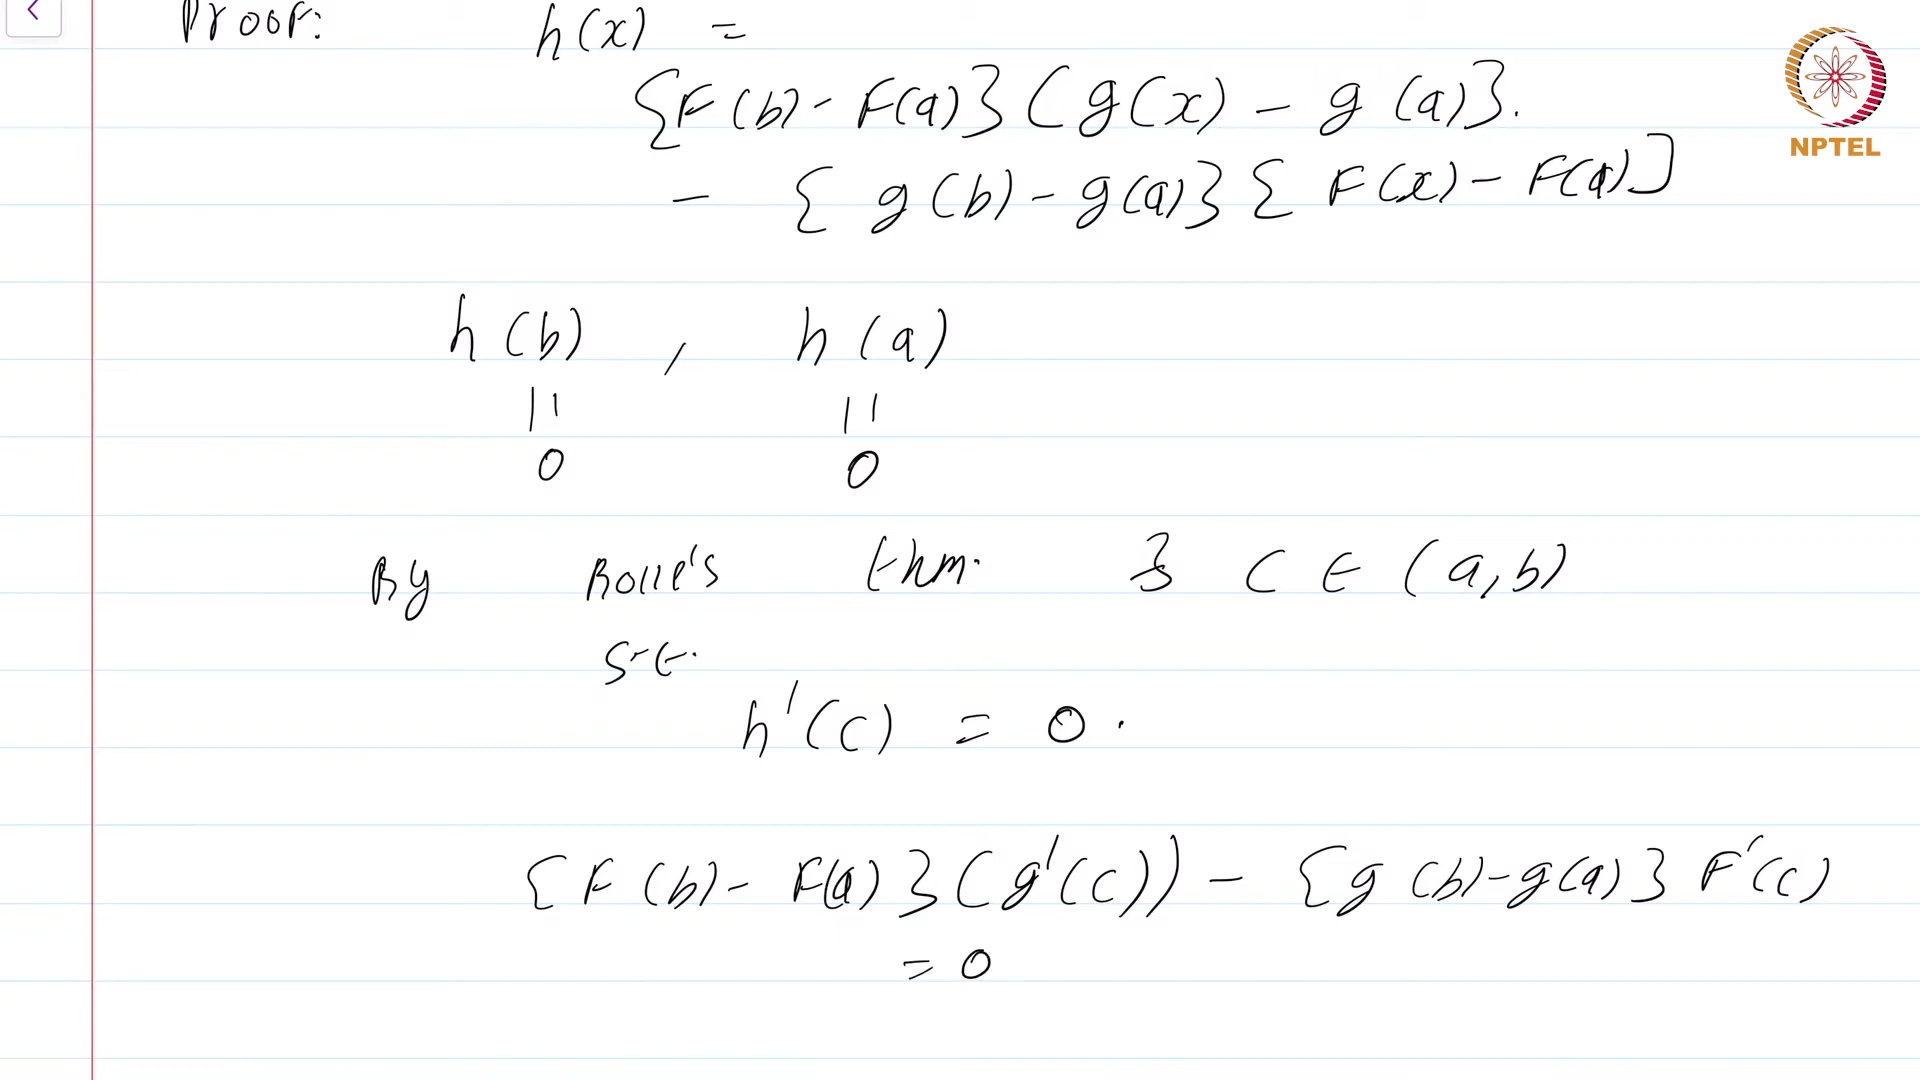 Proof: h(x) =
{F(b) - F(a)} (g(x) - g(a)}.
- {g(b) - g(a)} {F(x) - F(a)]
NPTEL
h(b) , h(a)
|| ||
0 0
By Rolle's thm. ∃ c ∈ (a,b)
s.t.
h'(c) = 0.
{F(b) - F(a)} (g'(c)) - {g(b) - g(a)} F'(c)
= 0